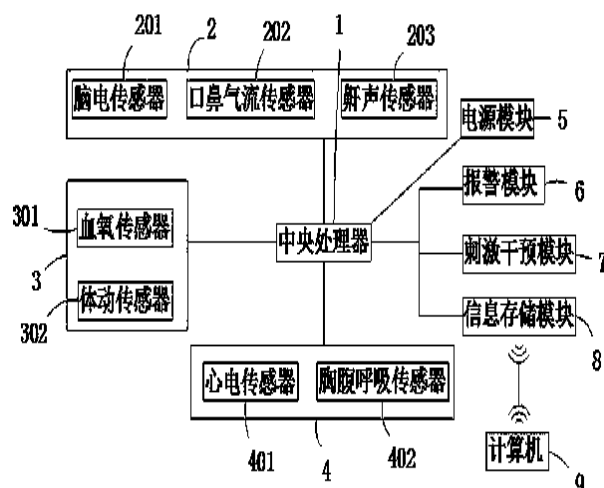 201
2
202
1
203
脑电传感器
口鼻气流传感器
鼾声传感器
电源模块
5
报警模块
6
301
血氧传感器
3
体动传感器
302
中央处理器
刺激干预模块
7
信息存储模块
8
心电传感器
胸腹呼吸传感器
401
4
402
计算机
9